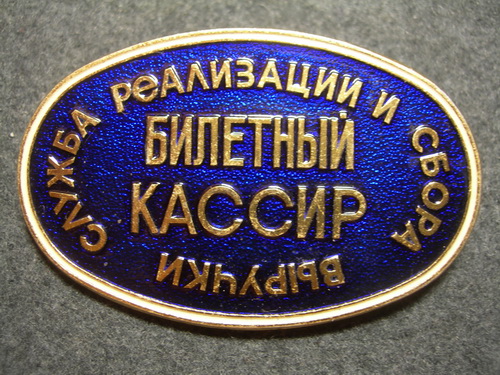 СЛУЖБА РЕАЛИЗАЦИИ И СБОРА ВЫРУЧКИ
БИЛЕТНЫЙ
КАССИР